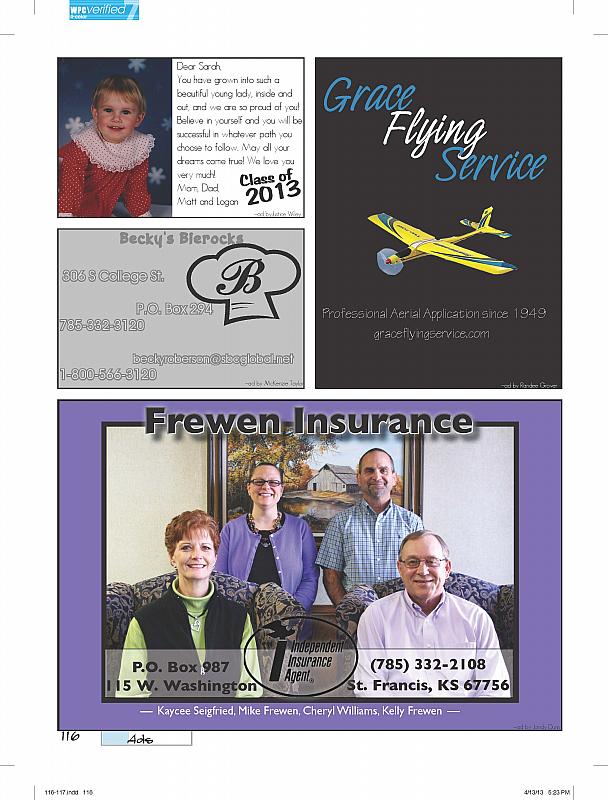 WPC verified 7
4-color
Dear Sarah,
You have grown into such a
beautiful young lady, inside and
out, and we are so proud of you!
Believe in yourself and you will be
successful in whatever path you
choose to follow. May all your
dreams come true! We love you
very much!
Mom, Dad,
Matt and Logan
Class of
2013
—ad by Justice Wiley
Grace
Flying
Service
Professional Aerial Application since 1949
graceflyingservice.com
—ad by Randee Grover
Becky's Bierocks
306 S College St.
B
P.O. Box 294
785-332-3120
beckyroberson@sbcglobal.net
1-800-566-3120
—ad by McKenzie Taylor
Frewen Insurance
P.O. Box 987
115 W. Washington
Independent
Insurance
Agent®
(785) 332-2108
St. Francis, KS 67756
— Kaycee Seigfried, Mike Frewen, Cheryl Williams, Kelly Frewen —
—ad by Jandy Dunn
116
Ads
116-117.indd 116
4/13/13 5:23 PM